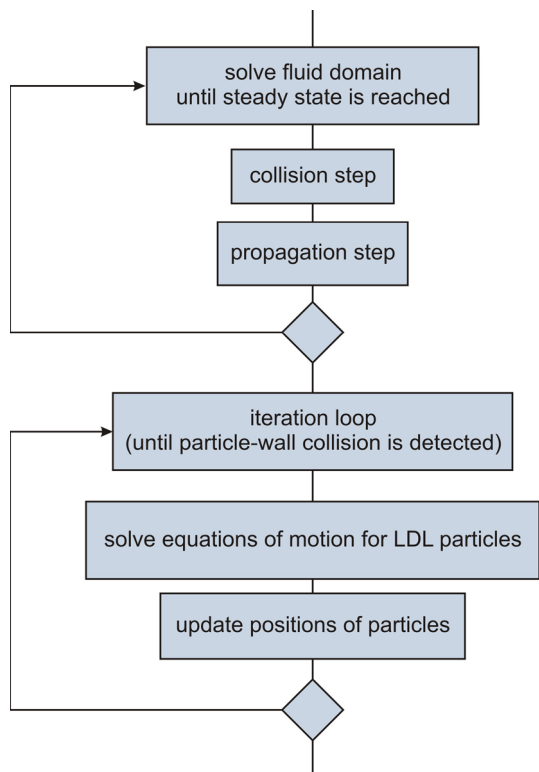 solve fluid domain
until steady state is reached
collision step
propagation step
iteration loop
(until particle-wall collision is detected)
solve equations of motion for LDL particles
update positions of particles